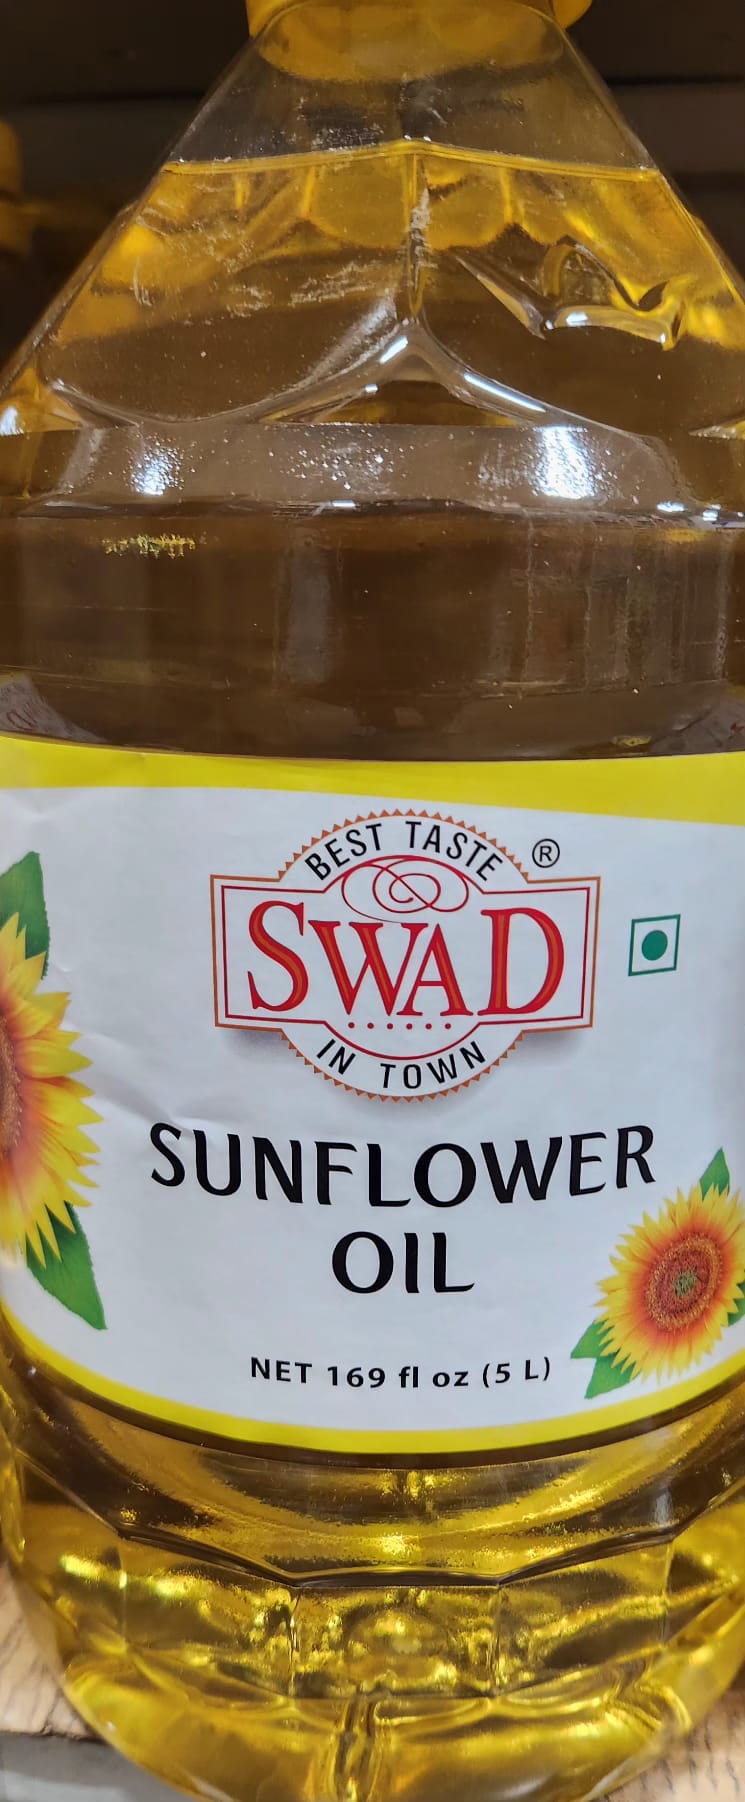 BEST TASTE ®
SWAD
IN TOWN
SUNFLOWER
OIL
NET 169 fl oz (5 L)